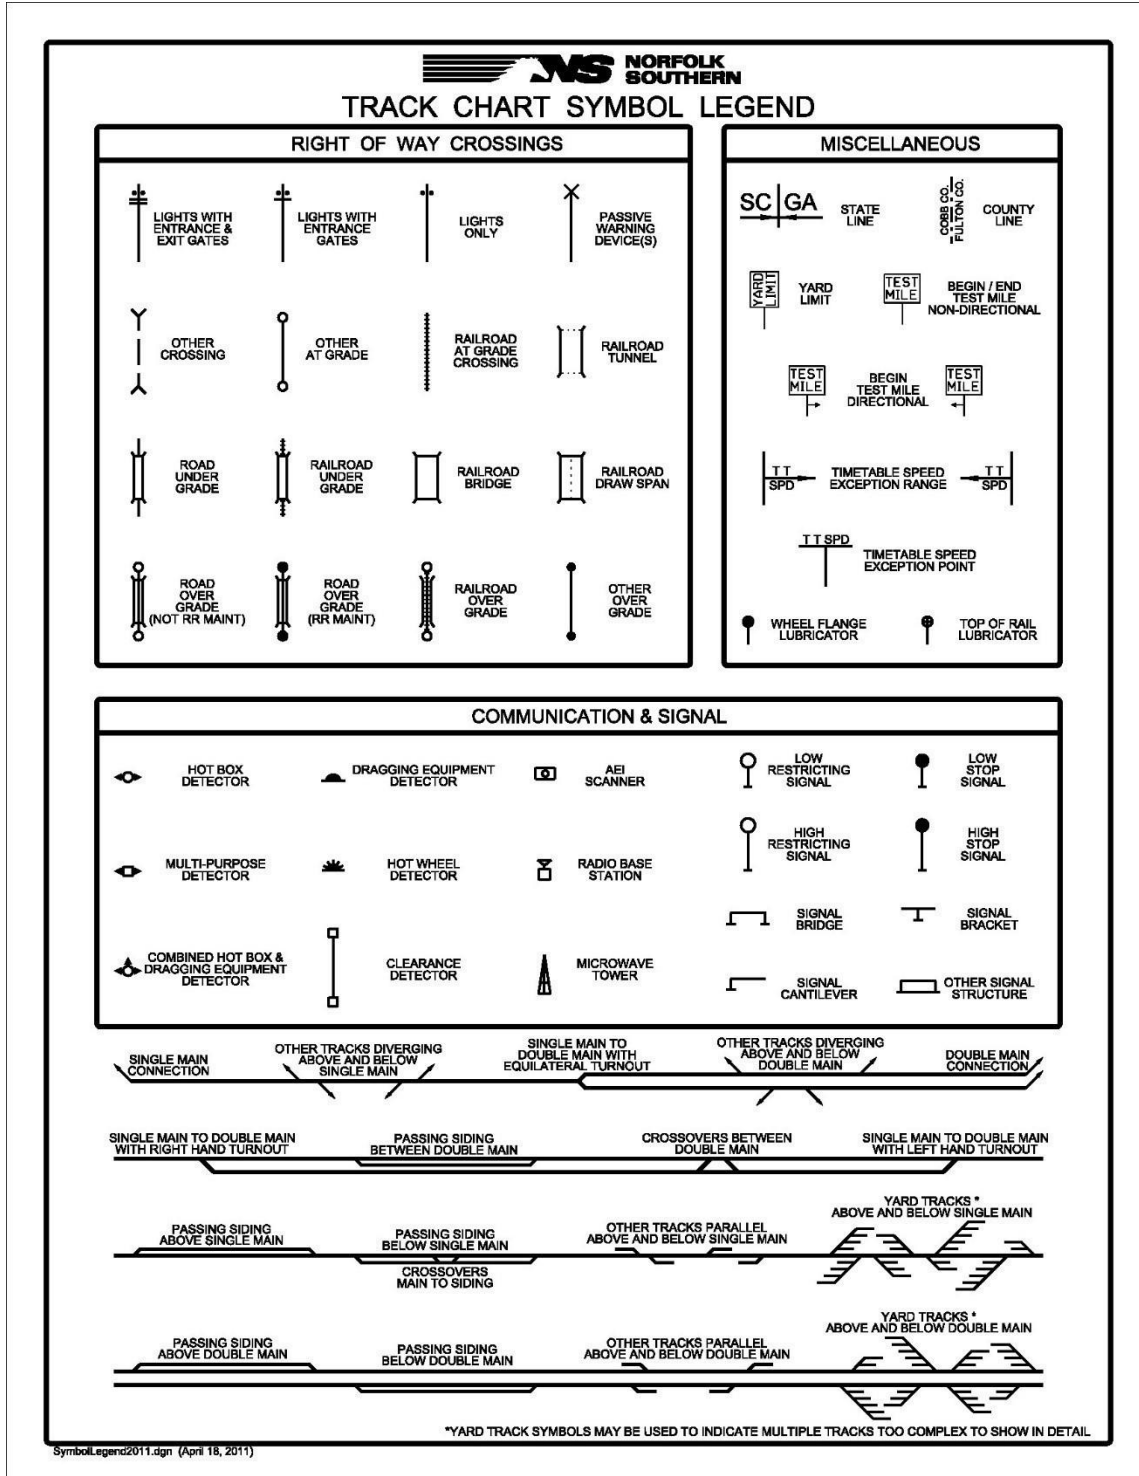 NS NORFOLK
SOUTHERN
TRACK CHART SYMBOL LEGEND
RIGHT OF WAY CROSSINGS
LIGHTS WITH
ENTRANCE &
EXIT GATES
LIGHTS WITH
ENTRANCE
GATES
LIGHTS
ONLY
PASSIVE
WARNING
DEVICE(S)
OTHER
CROSSING
OTHER
AT GRADE
RAILROAD
AT GRADE
CROSSING
RAILROAD
TUNNEL
ROAD
UNDER
GRADE
RAILROAD
UNDER
GRADE
RAILROAD
BRIDGE
RAILROAD
DRAW SPAN
ROAD
OVER
GRADE
(NOT RR MAINT)
ROAD
OVER
GRADE
(RR MAINT)
RAILROAD
OVER
GRADE
OTHER
OVER
GRADE
MISCELLANEOUS
SC GA
STATE
LINE
COBB CO.
FULTON CO.
COUNTY
LINE
YARD
LIMIT
YARD
LIMIT
TEST
MILE
BEGIN / END
TEST MILE
NON-DIRECTIONAL
TEST
MILE
BEGIN
TEST MILE
DIRECTIONAL
TEST
MILE
TT
SPD
TIMETABLE SPEED
EXCEPTION RANGE
TT
SPD
TT SPD
TIMETABLE SPEED
EXCEPTION POINT
WHEEL FLANGE
LUBRICATOR
TOP OF RAIL
LUBRICATOR
COMMUNICATION & SIGNAL
HOT BOX
DETECTOR
DRAGGING EQUIPMENT
DETECTOR
AEI
SCANNER
LOW
RESTRICTING
SIGNAL
LOW
STOP
SIGNAL
MULTI-PURPOSE
DETECTOR
HOT WHEEL
DETECTOR
RADIO BASE
STATION
HIGH
RESTRICTING
SIGNAL
HIGH
STOP
SIGNAL
SIGNAL
BRIDGE
SIGNAL
BRACKET
COMBINED HOT BOX &
DRAGGING EQUIPMENT
DETECTOR
CLEARANCE
DETECTOR
MICROWAVE
TOWER
SIGNAL
CANTILEVER
OTHER SIGNAL
STRUCTURE
SINGLE MAIN
CONNECTION
OTHER TRACKS DIVERGING
ABOVE AND BELOW
SINGLE MAIN
SINGLE MAIN TO
DOUBLE MAIN WITH
EQUILATERAL TURNOUT
OTHER TRACKS DIVERGING
ABOVE AND BELOW
DOUBLE MAIN
DOUBLE MAIN
CONNECTION
SINGLE MAIN TO DOUBLE MAIN
WITH RIGHT HAND TURNOUT
PASSING SIDING
BETWEEN DOUBLE MAIN
CROSSOVERS BETWEEN
DOUBLE MAIN
SINGLE MAIN TO DOUBLE MAIN
WITH LEFT HAND TURNOUT
PASSING SIDING
ABOVE SINGLE MAIN
PASSING SIDING
BELOW SINGLE MAIN
CROSSOVERS
MAIN TO SIDING
OTHER TRACKS PARALLEL
ABOVE AND BELOW SINGLE MAIN
YARD TRACKS *
ABOVE AND BELOW SINGLE MAIN
PASSING SIDING
ABOVE DOUBLE MAIN
PASSING SIDING
BELOW DOUBLE MAIN
OTHER TRACKS PARALLEL
ABOVE AND BELOW DOUBLE MAIN
YARD TRACKS *
ABOVE AND BELOW DOUBLE MAIN
*YARD TRACK SYMBOLS MAY BE USED TO INDICATE MULTIPLE TRACKS TOO COMPLEX TO SHOW IN DETAIL
SymbolLegend2011.dgn (April 18, 2011)